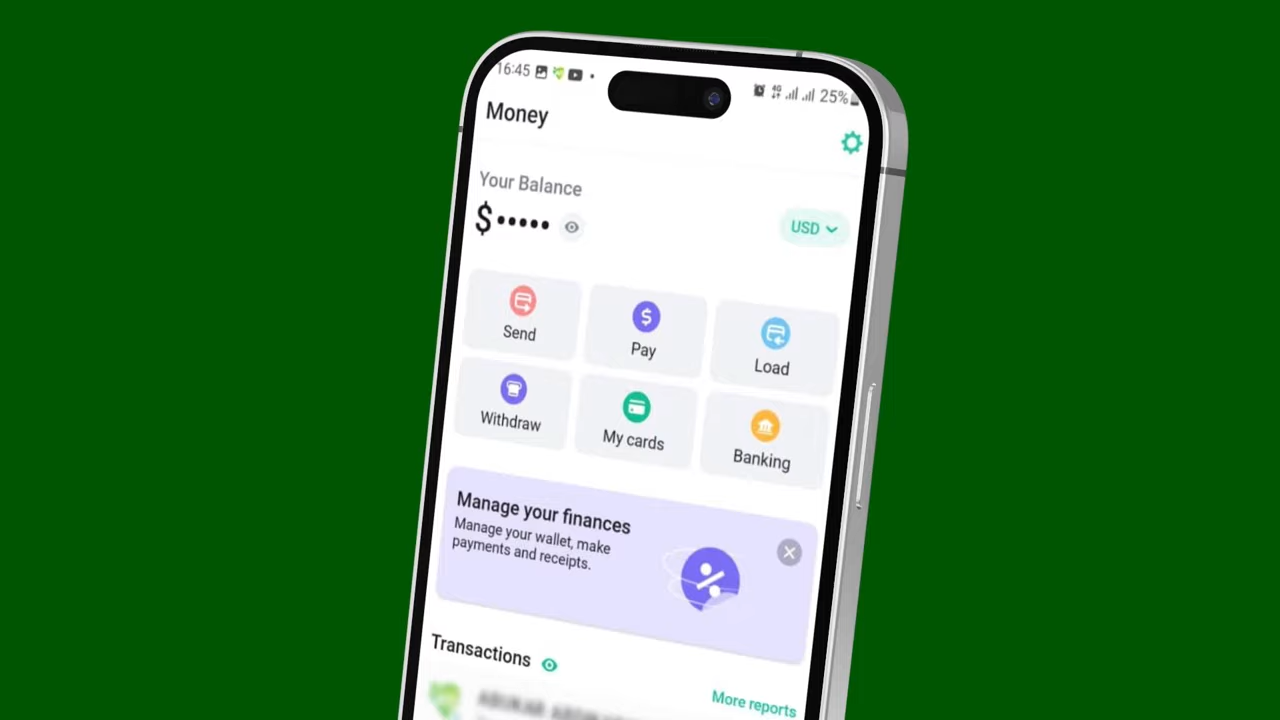 16:45
4G
25%
Money
Your Balance
$•••••
USD
Send
Pay
Load
Withdraw
My cards
Banking
Manage your finances
Manage your wallet, make
payments and receipts.
Transactions
More reports